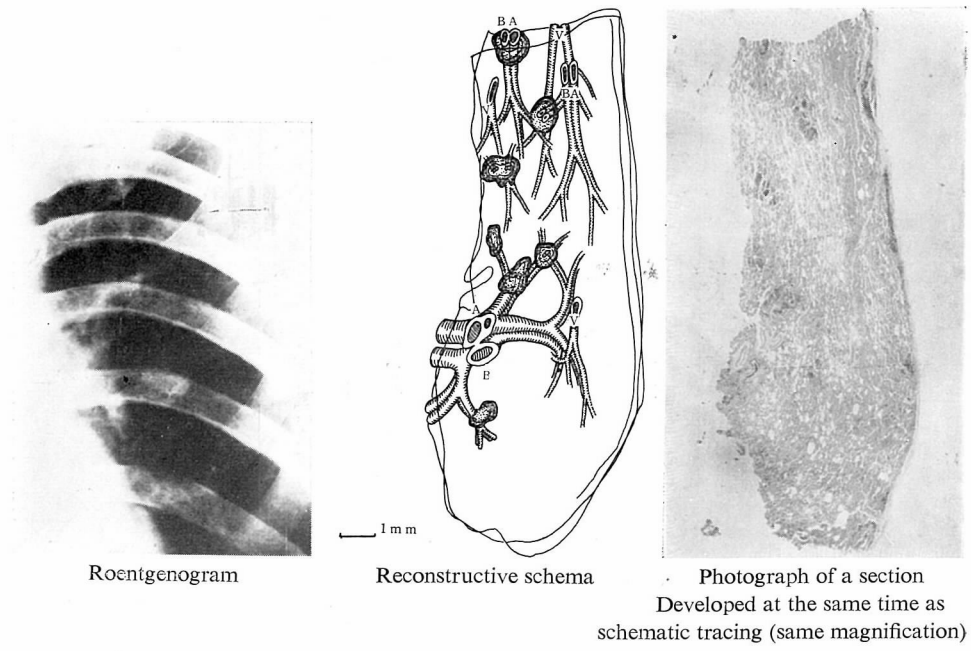 B A
V
BA
V
A
V
B
1 mm
Roentgenogram
Reconstructive schema
Photograph of a section
Developed at the same time as
schematic tracing (same magnification)